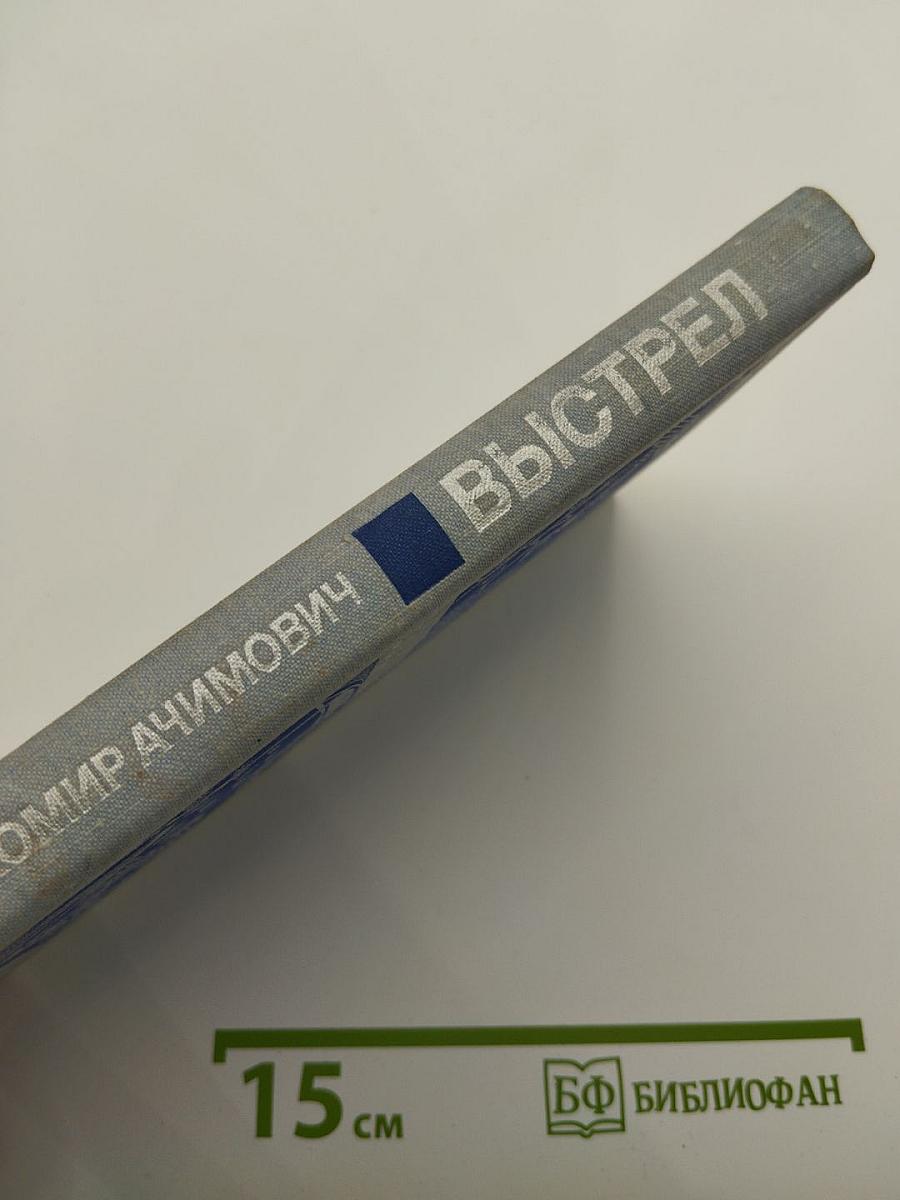 ОМИР АЧИМОВИЧ ВЫСТРЕЛ
15 см
БФ БИБЛИОФАН